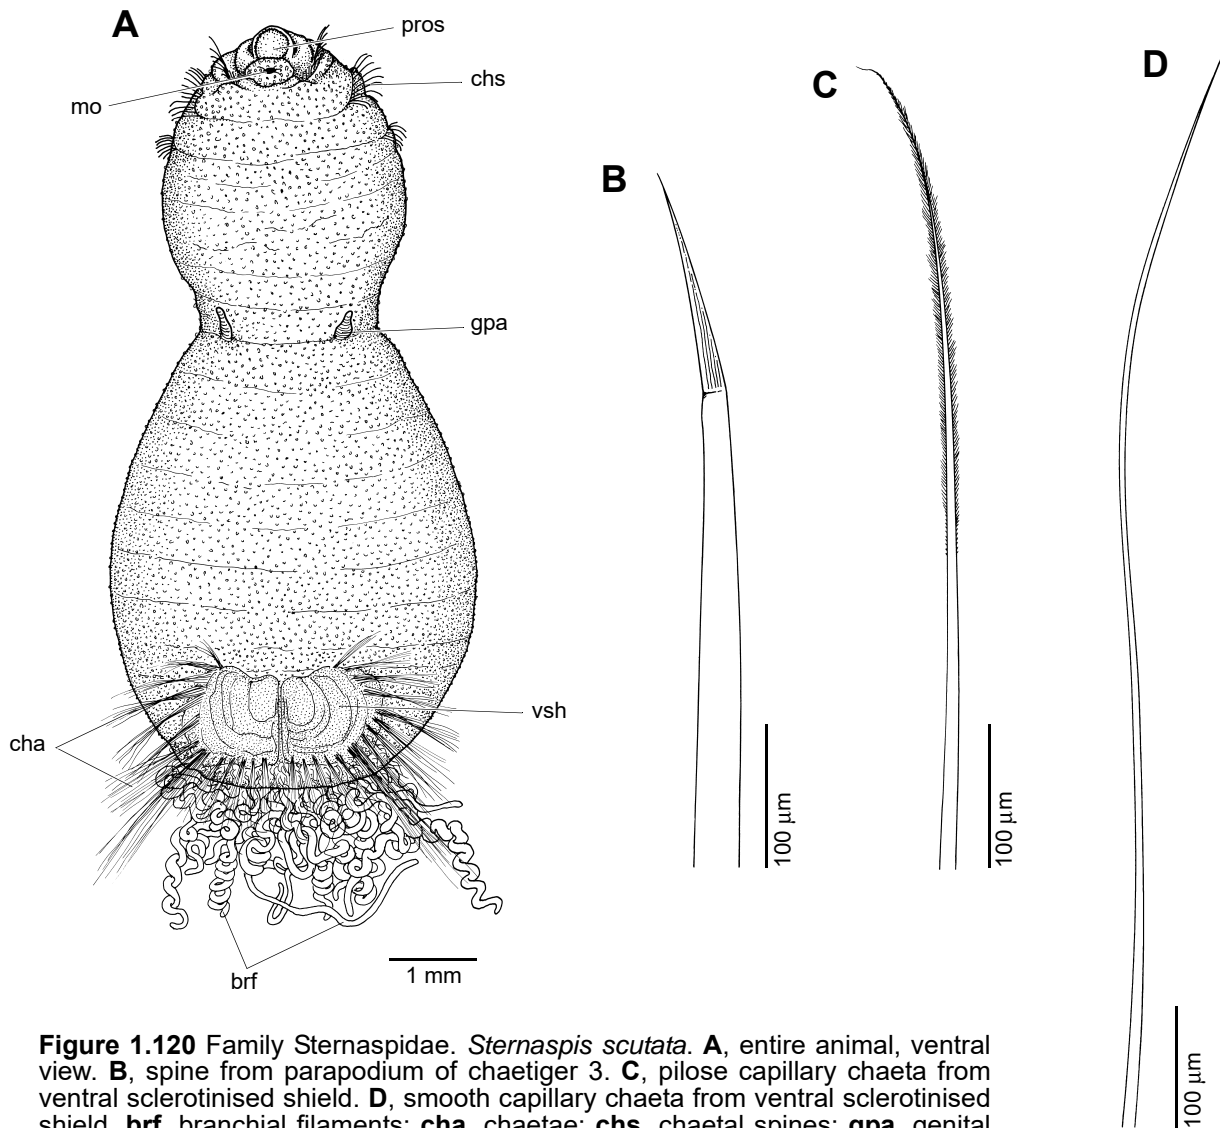 A
pros
chs
mo
gpa
vsh
cha
brf
1 mm
B
100 µm
C
100 µm
D
100 µm
Figure 1.120 Family Sternaspidae. Sternaspis scutata. A, entire animal, ventral
view. B, spine from parapodium of chaetiger 3. C, pilose capillary chaeta from
ventral sclerotinised shield. D, smooth capillary chaeta from ventral sclerotinised
shield. brf, branchial filaments; cha, chaetae; chs, chaetal spines; gpa, genital